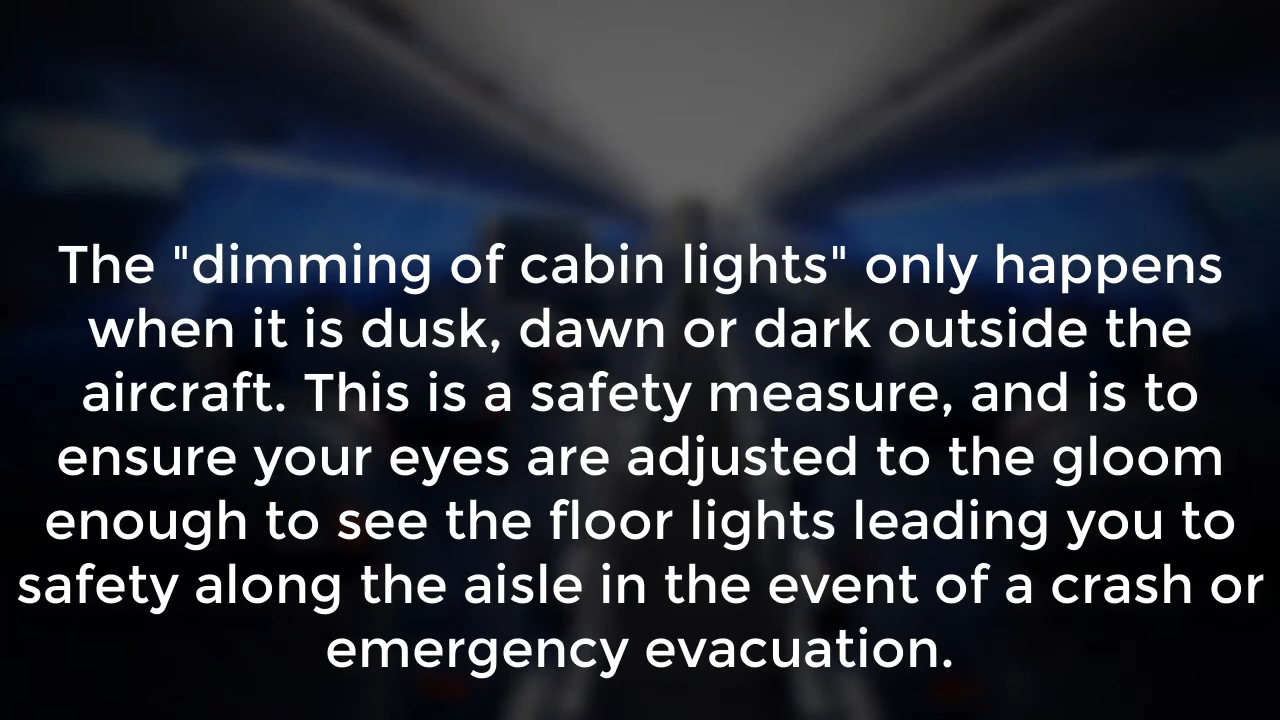 The "dimming of cabin lights" only happens
when it is dusk, dawn or dark outside the
aircraft. This is a safety measure, and is to
ensure your eyes are adjusted to the gloom
enough to see the floor lights leading you to
safety along the aisle in the event of a crash or
emergency evacuation.